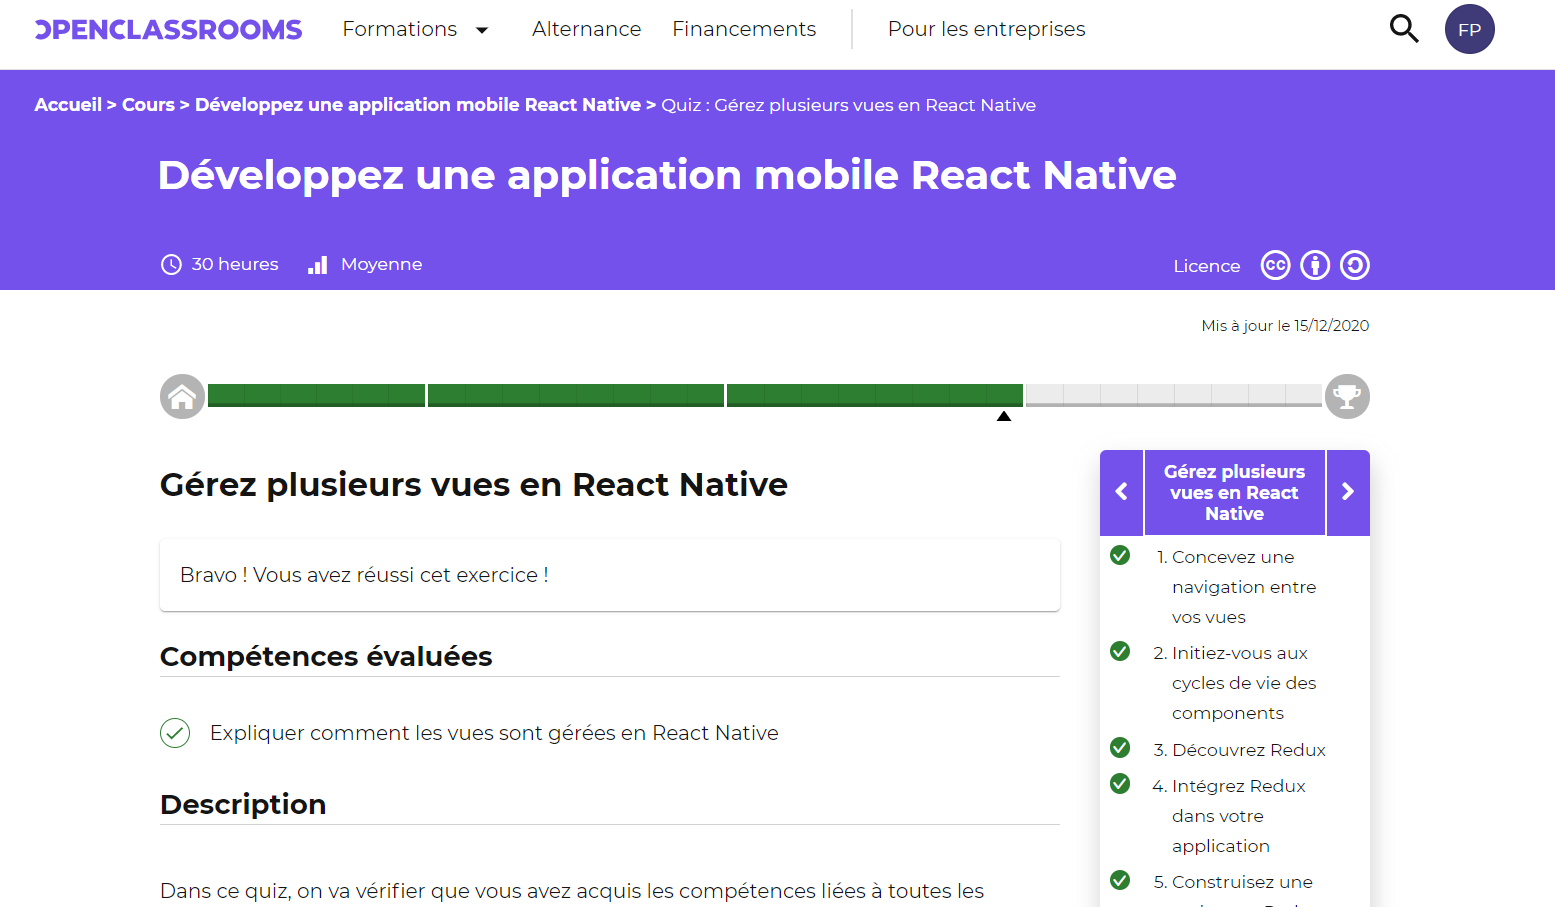 OPENCLASSROOMS Formations Alternance Financements Pour les entreprises FP
Accueil > Cours > Développez une application mobile React Native > Quiz : Gérez plusieurs vues en React Native
Développez une application mobile React Native
30 heures Moyenne Licence CC
Mis à jour le 15/12/2020
Gérez plusieurs vues en React Native
Bravo ! Vous avez réussi cet exercice !
Compétences évaluées
Expliquer comment les vues sont gérées en React Native
Description
Dans ce quiz, on va vérifier que vous avez acquis les compétences liées à toutes les
Gérez plusieurs
vues en React
Native
1. Concevez une
navigation entre
vos vues
2. Initiez-vous aux
cycles de vie des
components
3. Découvrez Redux
4. Intégrez Redux
dans votre
application
5. Construisez une